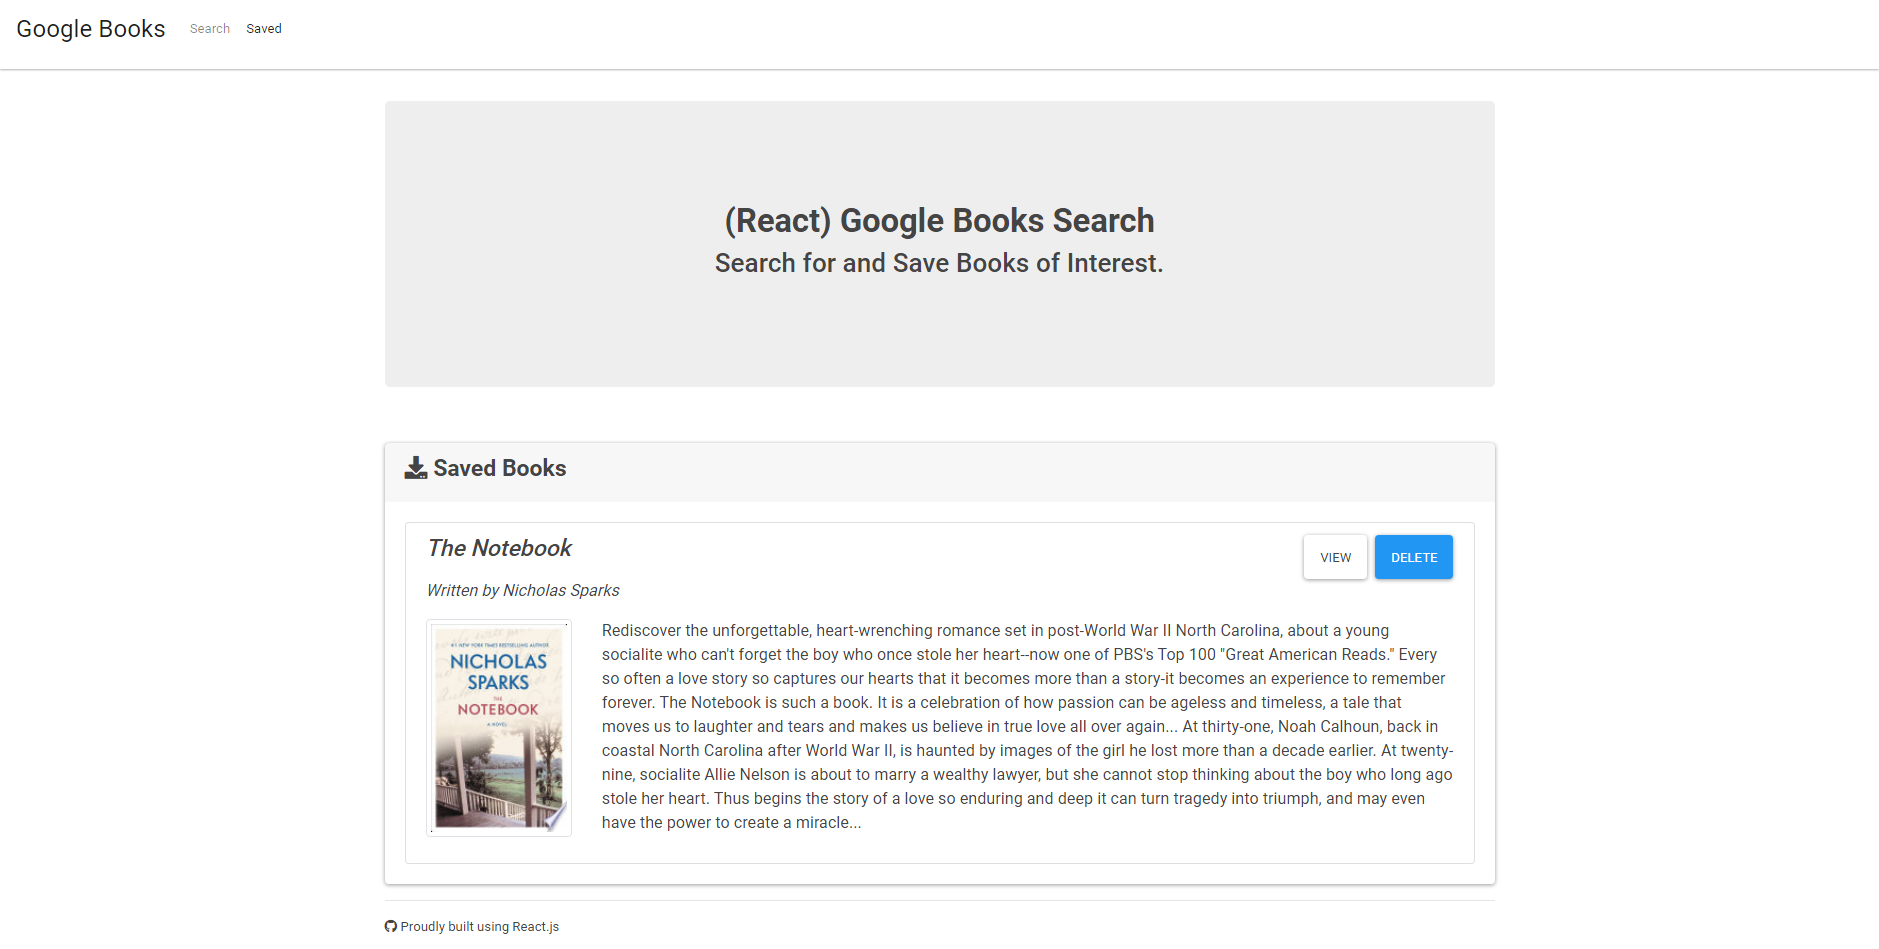 Google Books Search Saved
(React) Google Books Search
Search for and Save Books of Interest.
Saved Books
The Notebook
VIEW DELETE
Written by Nicholas Sparks
#1 NEW YORK TIMES BESTSELLING AUTHOR
NICHOLAS
SPARKS
THE
NOTEBOOK
A NOVEL
Rediscover the unforgettable, heart-wrenching romance set in post-World War II North Carolina, about a young
socialite who can't forget the boy who once stole her heart--now one of PBS's Top 100 "Great American Reads." Every
so often a love story so captures our hearts that it becomes more than a story-it becomes an experience to remember
forever. The Notebook is such a book. It is a celebration of how passion can be ageless and timeless, a tale that
moves us to laughter and tears and makes us believe in true love all over again... At thirty-one, Noah Calhoun, back in
coastal North Carolina after World War II, is haunted by images of the girl he lost more than a decade earlier. At twenty-
nine, socialite Allie Nelson is about to marry a wealthy lawyer, but she cannot stop thinking about the boy who long ago
stole her heart. Thus begins the story of a love so enduring and deep it can turn tragedy into triumph, and may even
have the power to create a miracle...
Proudly built using React.js